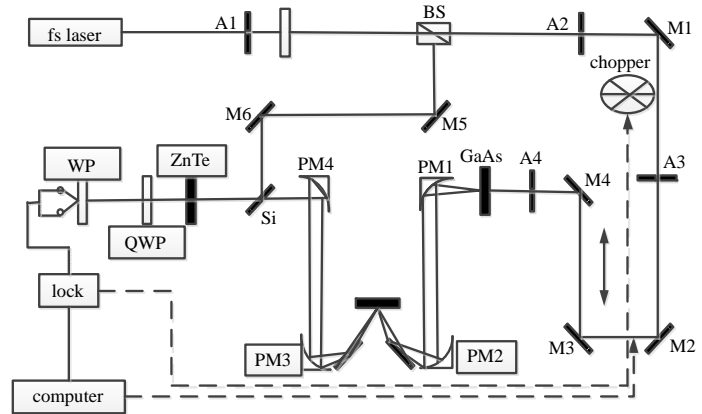 BS
A1
A2
M1
fs laser
chopper
M6
M5
ZnTe
GaAs
WP
PM4
PM1
A4
M4
A3
Si
QWP
lock
PM3
PM2
M3
M2
computer